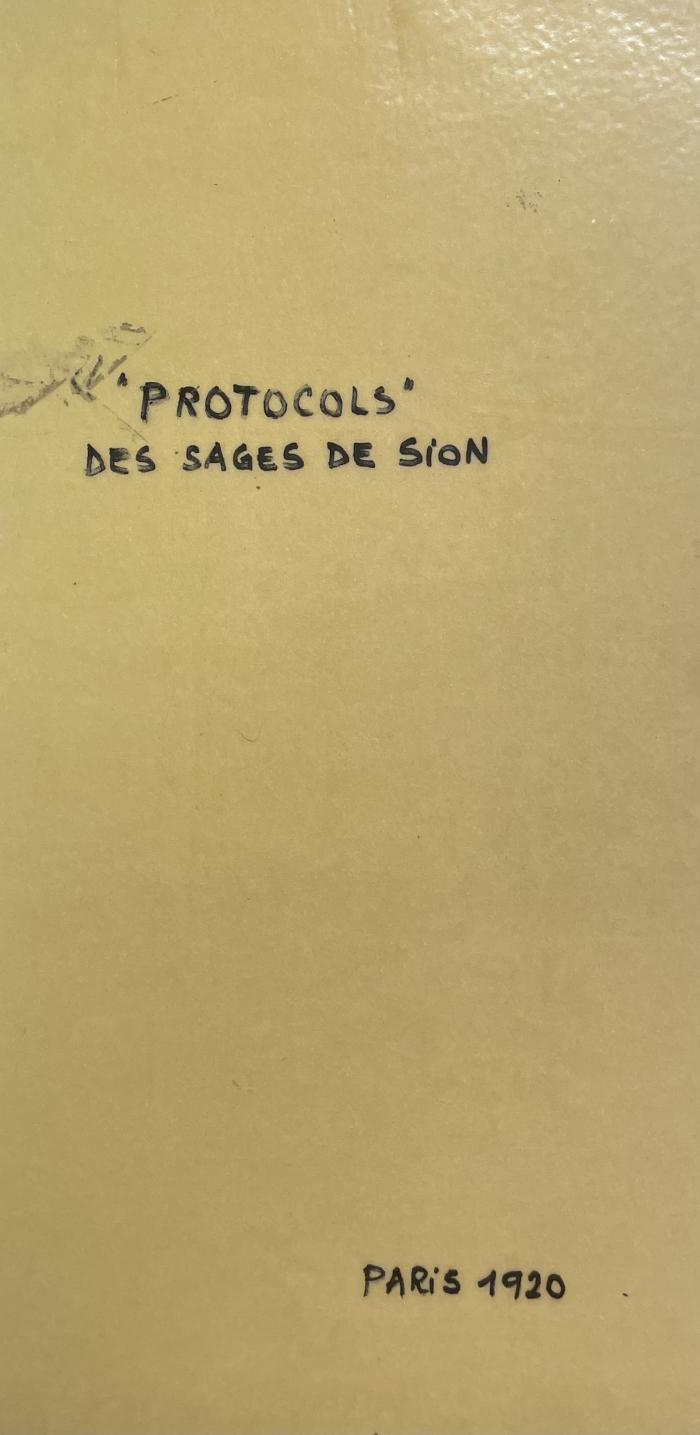 "PROTOCOLS"
DES SAGES DE SiON
PARiS 1920